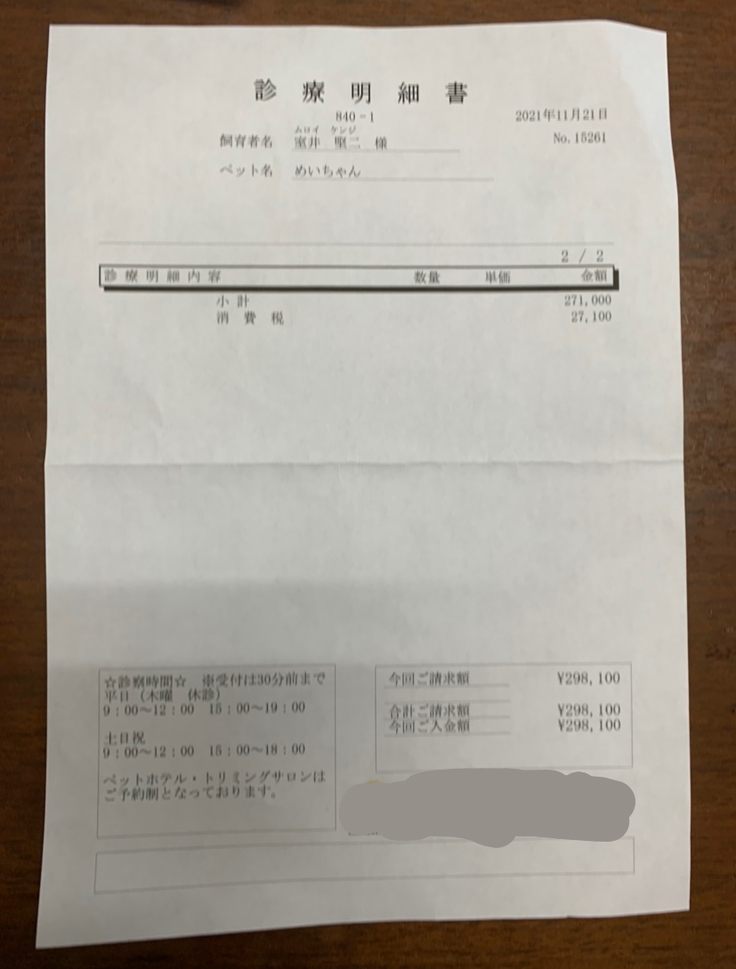 診療明細書
840-1
2021年11月21日
ムロイ ケンジ
飼育者名 室井 堅二 様
No. 15261
ペット名 めいちゃん
2 / 2
診療明細内容 数量 単価 金額
小計 271,000
消費税 27,100
☆診察時間☆ ※受付は30分前まで
平日(木曜 休診)
9:00~12:00 15:00~19:00
土日祝
9:00~12:00 15:00~18:00
ペットホテル・トリミングサロンは
ご予約制となっております。
今回ご請求額 ¥298,100
合計ご請求額 ¥298,100
今回ご入金額 ¥298,100